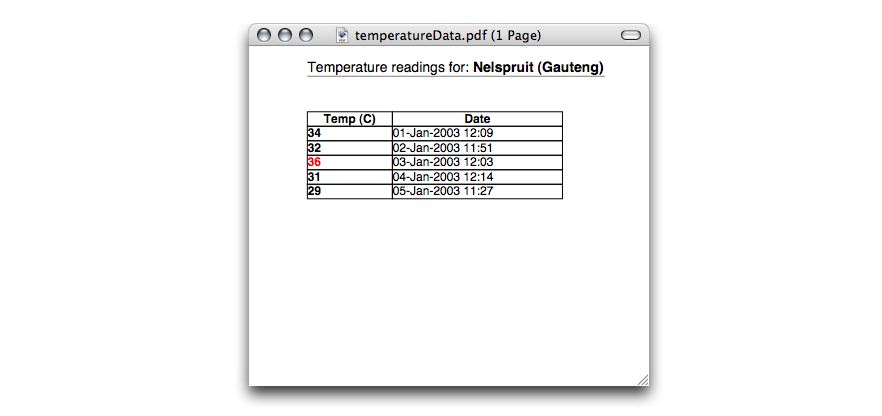 temperatureData.pdf (1 Page)
Temperature readings for: Nelspruit (Gauteng)
Temp (C) Date
34 01-Jan-2003 12:09
32 02-Jan-2003 11:51
36 03-Jan-2003 12:03
31 04-Jan-2003 12:14
29 05-Jan-2003 11:27